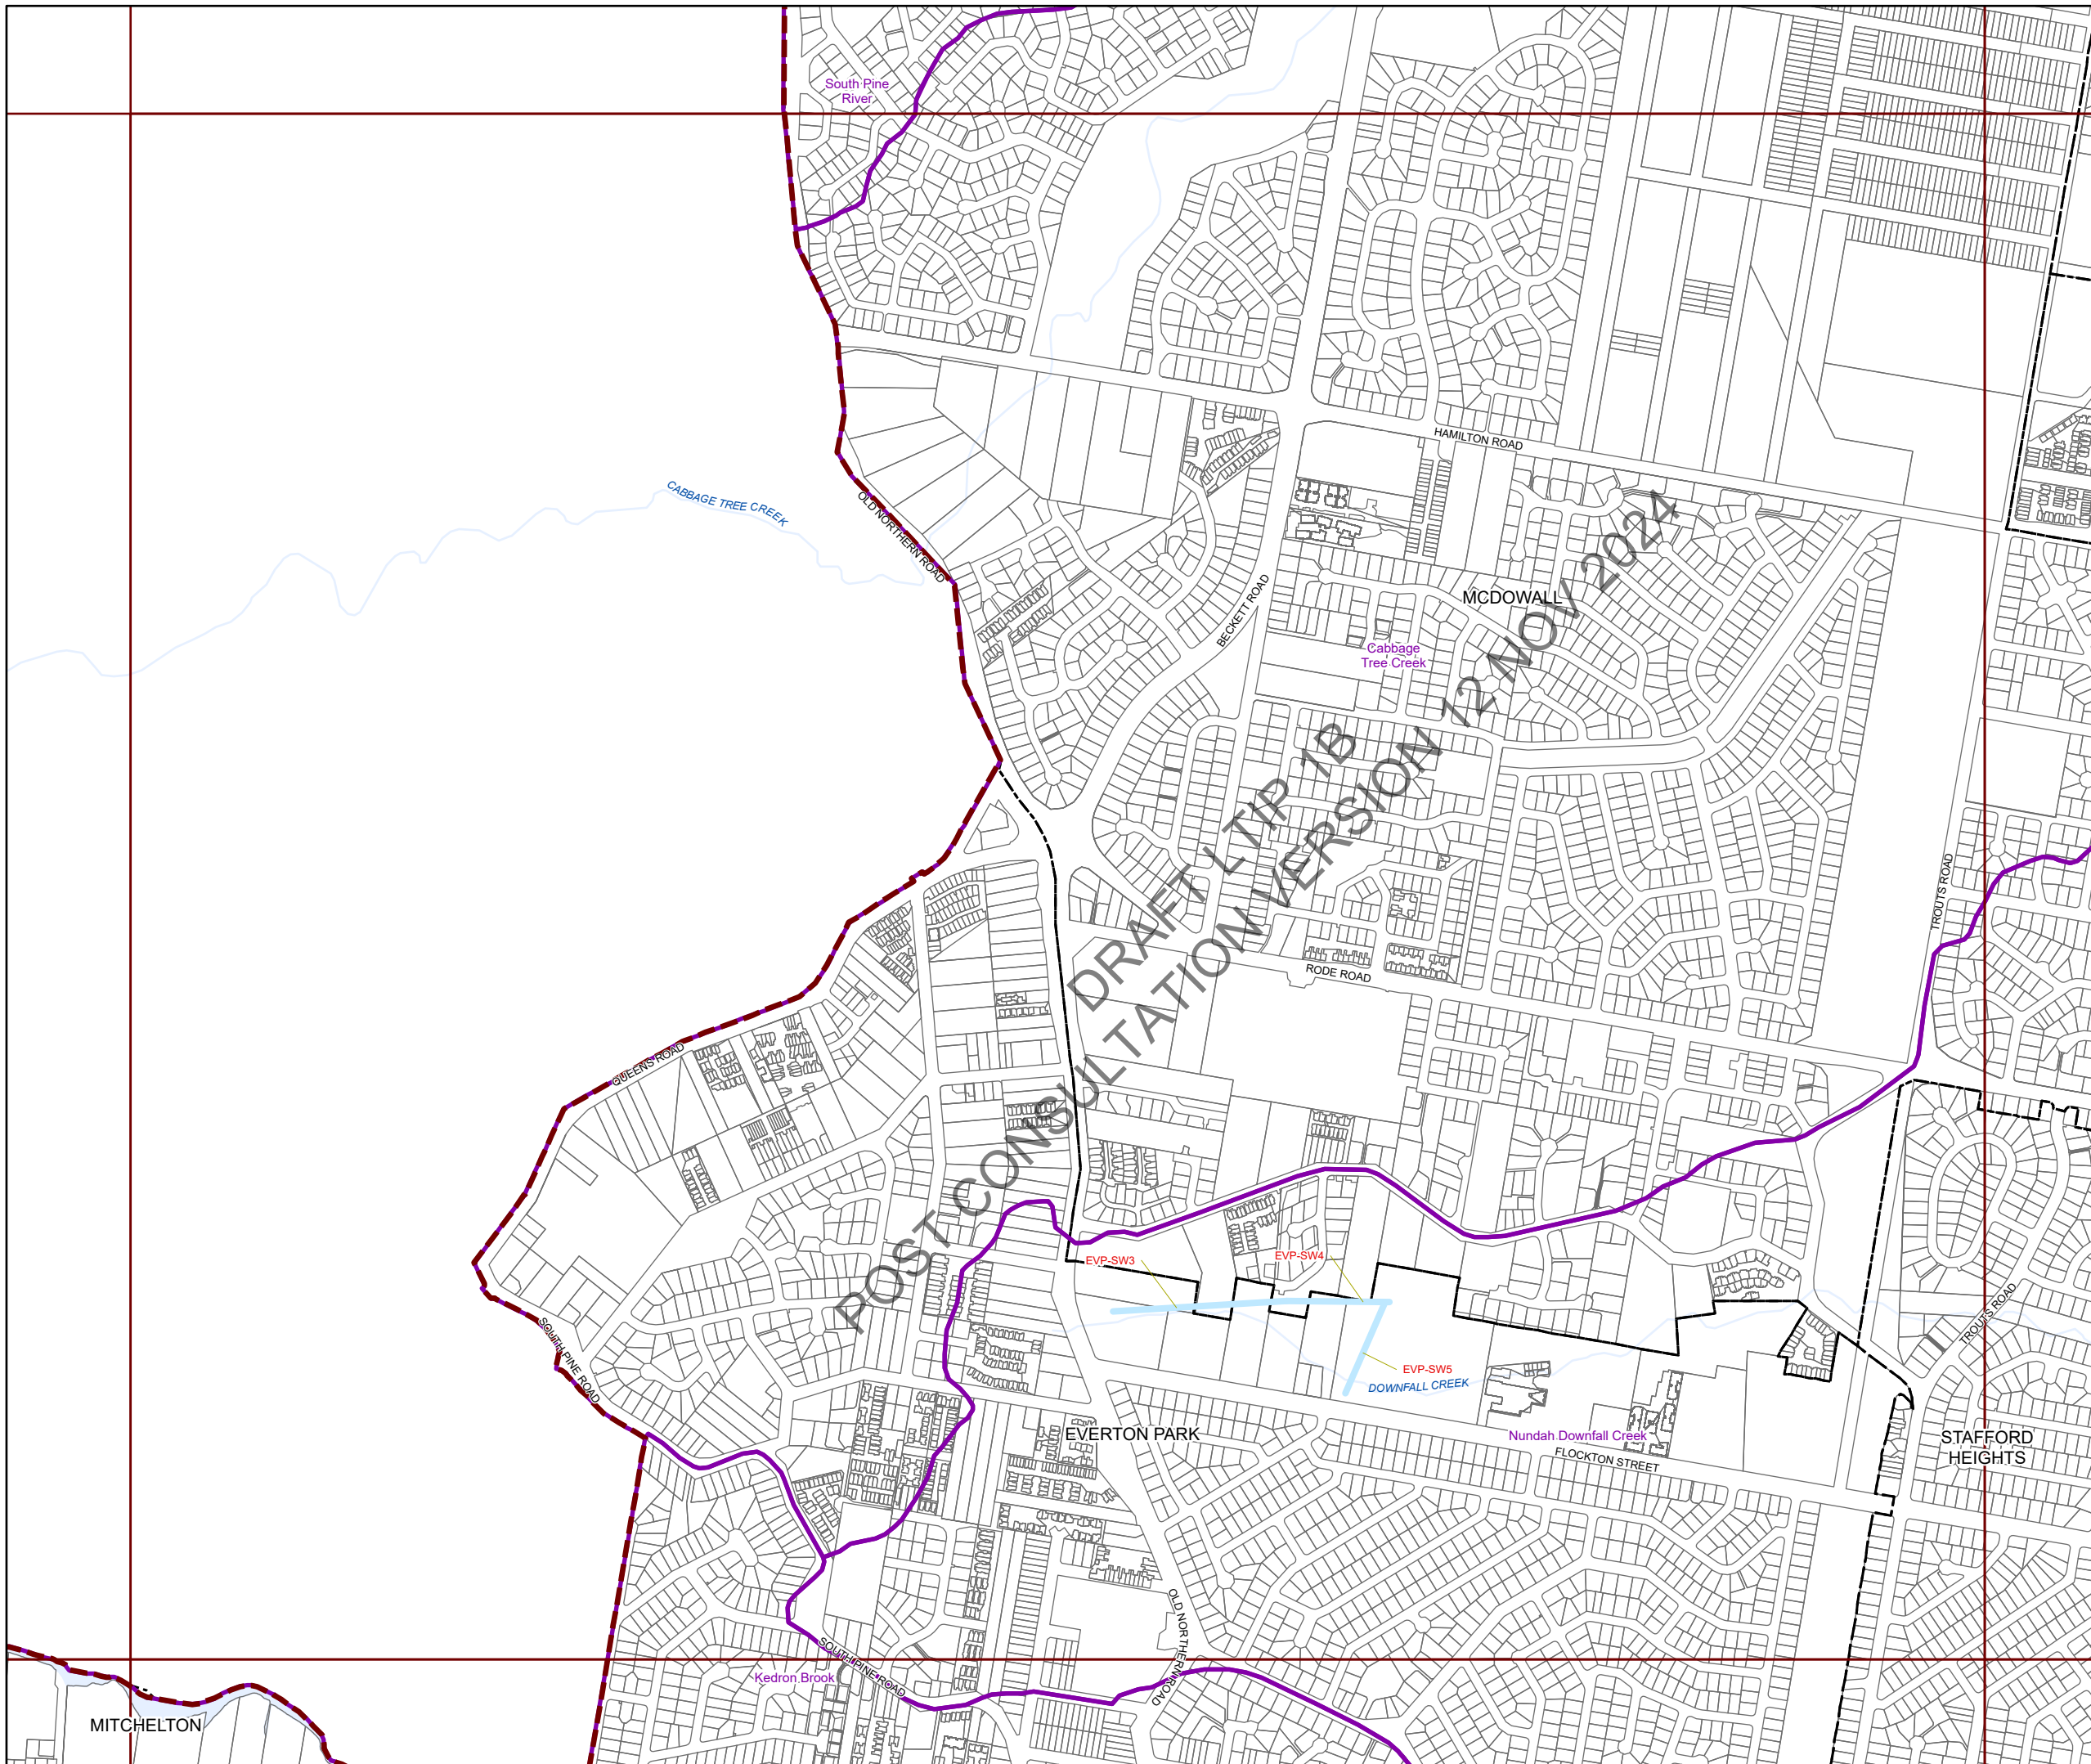 South Pine
River
HAMILTON ROAD
CABBAGE TREE CREEK
OLD NORTHERN ROAD
BECKETT ROAD
MCDOWALL
Cabbage
Tree Creek
DRAFT LTIP 1B
POST CONSULTATION VERSION 12 NOV 2024
TROUTS ROAD
RODE ROAD
QUEENS ROAD
EVP-SW3
EVP-SW4
TROUTS ROAD
SOUTH PINE ROAD
EVP-SW5
DOWNFALL CREEK
EVERTON PARK
Nundah Downfall Creek
STAFFORD
HEIGHTS
FLOCKTON STREET
OLD NORTHERN ROAD
SOUTH PINE ROAD
Kedron Brook
MITCHELTON